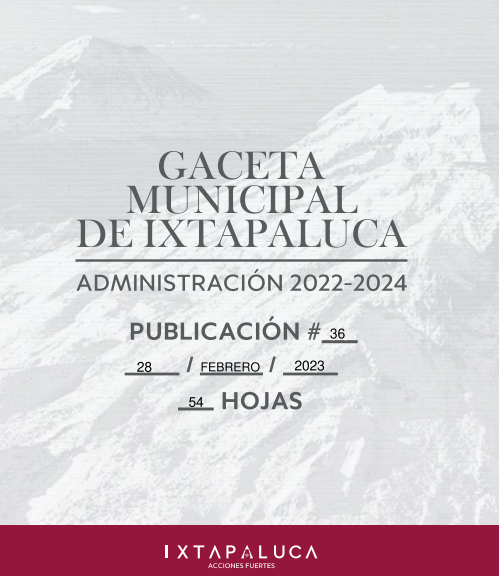 GACETA
MUNICIPAL
DE IXTAPALUCA
ADMINISTRACIÓN 2022-2024
PUBLICACIÓN # 36
28 / FEBRERO / 2023
54 HOJAS
IXTAPALUCA
ACCIONES FUERTES